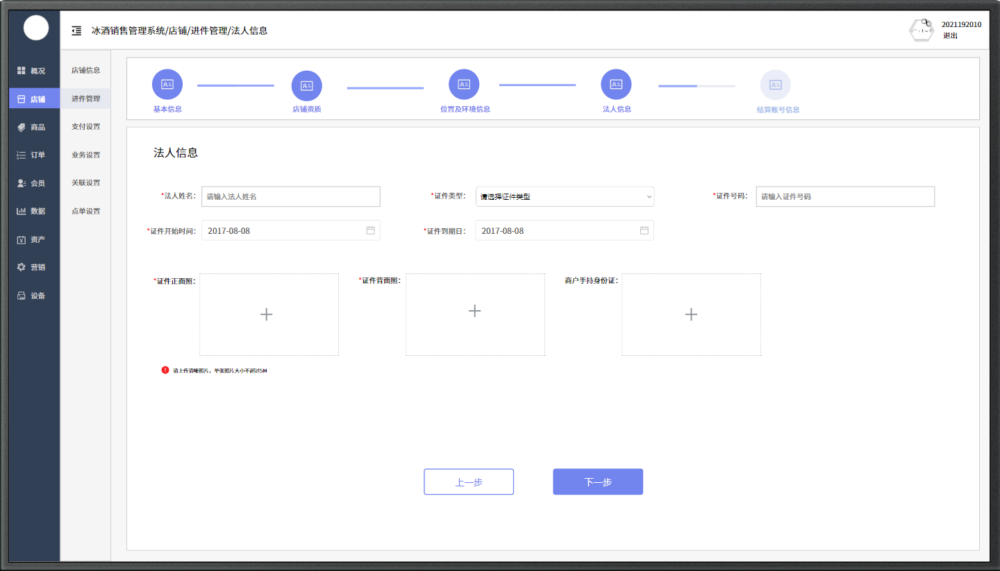 冰酒销售管理系统/店铺/进件管理/法人信息
2021192010
退出
概况
店铺
商品
订单
会员
数据
资产
营销
设备
店铺信息
进件管理
支付设置
业务设置
关联设置
点单设置
基本信息
店铺资质
位置及环境信息
法人信息
结算账号信息
法人信息
*法人姓名： 请输入法人姓名
*证件类型： 请选择证件类型
*证件号码： 请输入证件号码
*证件开始时间： 2017-08-08
*证件到期日： 2017-08-08
*证件正面照：
*证件背面照：
商户手持身份证：
请上传清晰照片，单张照片大小不超过5M
上一步
下一步